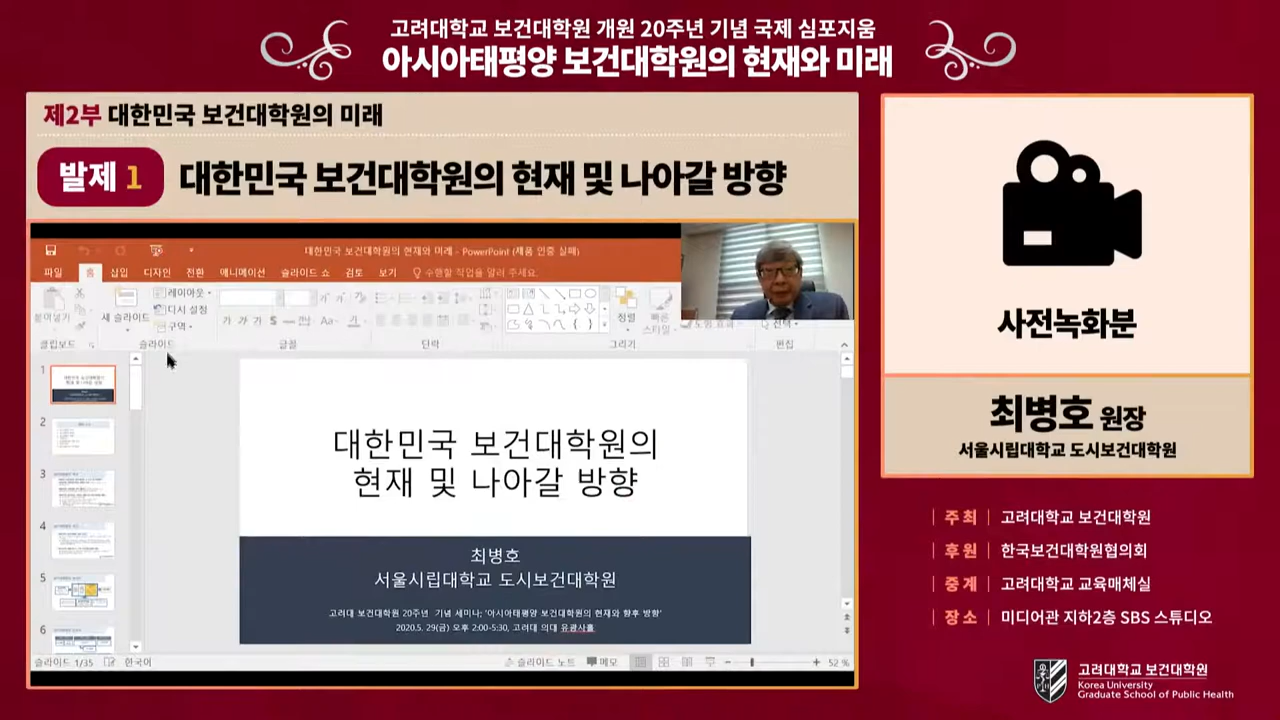 고려대학교 보건대학원 개원 20주년 기념 국제 심포지움
아시아태평양 보건대학원의 현재와 미래
제2부 대한민국 보건대학원의 미래
발제 1 대한민국 보건대학원의 현재 및 나아갈 방향
대한민국 보건대학원의 현재와 미래 - PowerPoint (제품 인증 실패)
파일 홈 삽입 디자인 전환 애니메이션 슬라이드 쇼 검토 보기 수행할 작업을 알려 주세요.
붙여넣기 새 슬라이드 레이아웃 다시 설정 구역 가 가 가 S Aa 가 정렬 빠른 스타일 도형 효과 선택
클립보드 슬라이드 글꼴 단락 그리기 편집
1
2
3
4
5
6
대한민국 보건대학원의
현재 및 나아갈 방향
최병호
서울시립대학교 도시보건대학원
고려대 보건대학원 20주년 기념 세미나: '아시아태평양 보건대학원의 현재와 향후 방향'
2020.5. 29(금) 오후 2:00-5:30, 고려대 의대 유광사홀
슬라이드 1/35 한국어 슬라이드 노트 메모 52 %
사전녹화분
최병호 원장
서울시립대학교 도시보건대학원
주최 고려대학교 보건대학원
후원 한국보건대학원협의회
중계 고려대학교 교육매체실
장소 미디어관 지하2층 SBS 스튜디오
고려대학교 보건대학원
Korea University
Graduate School of Public Health